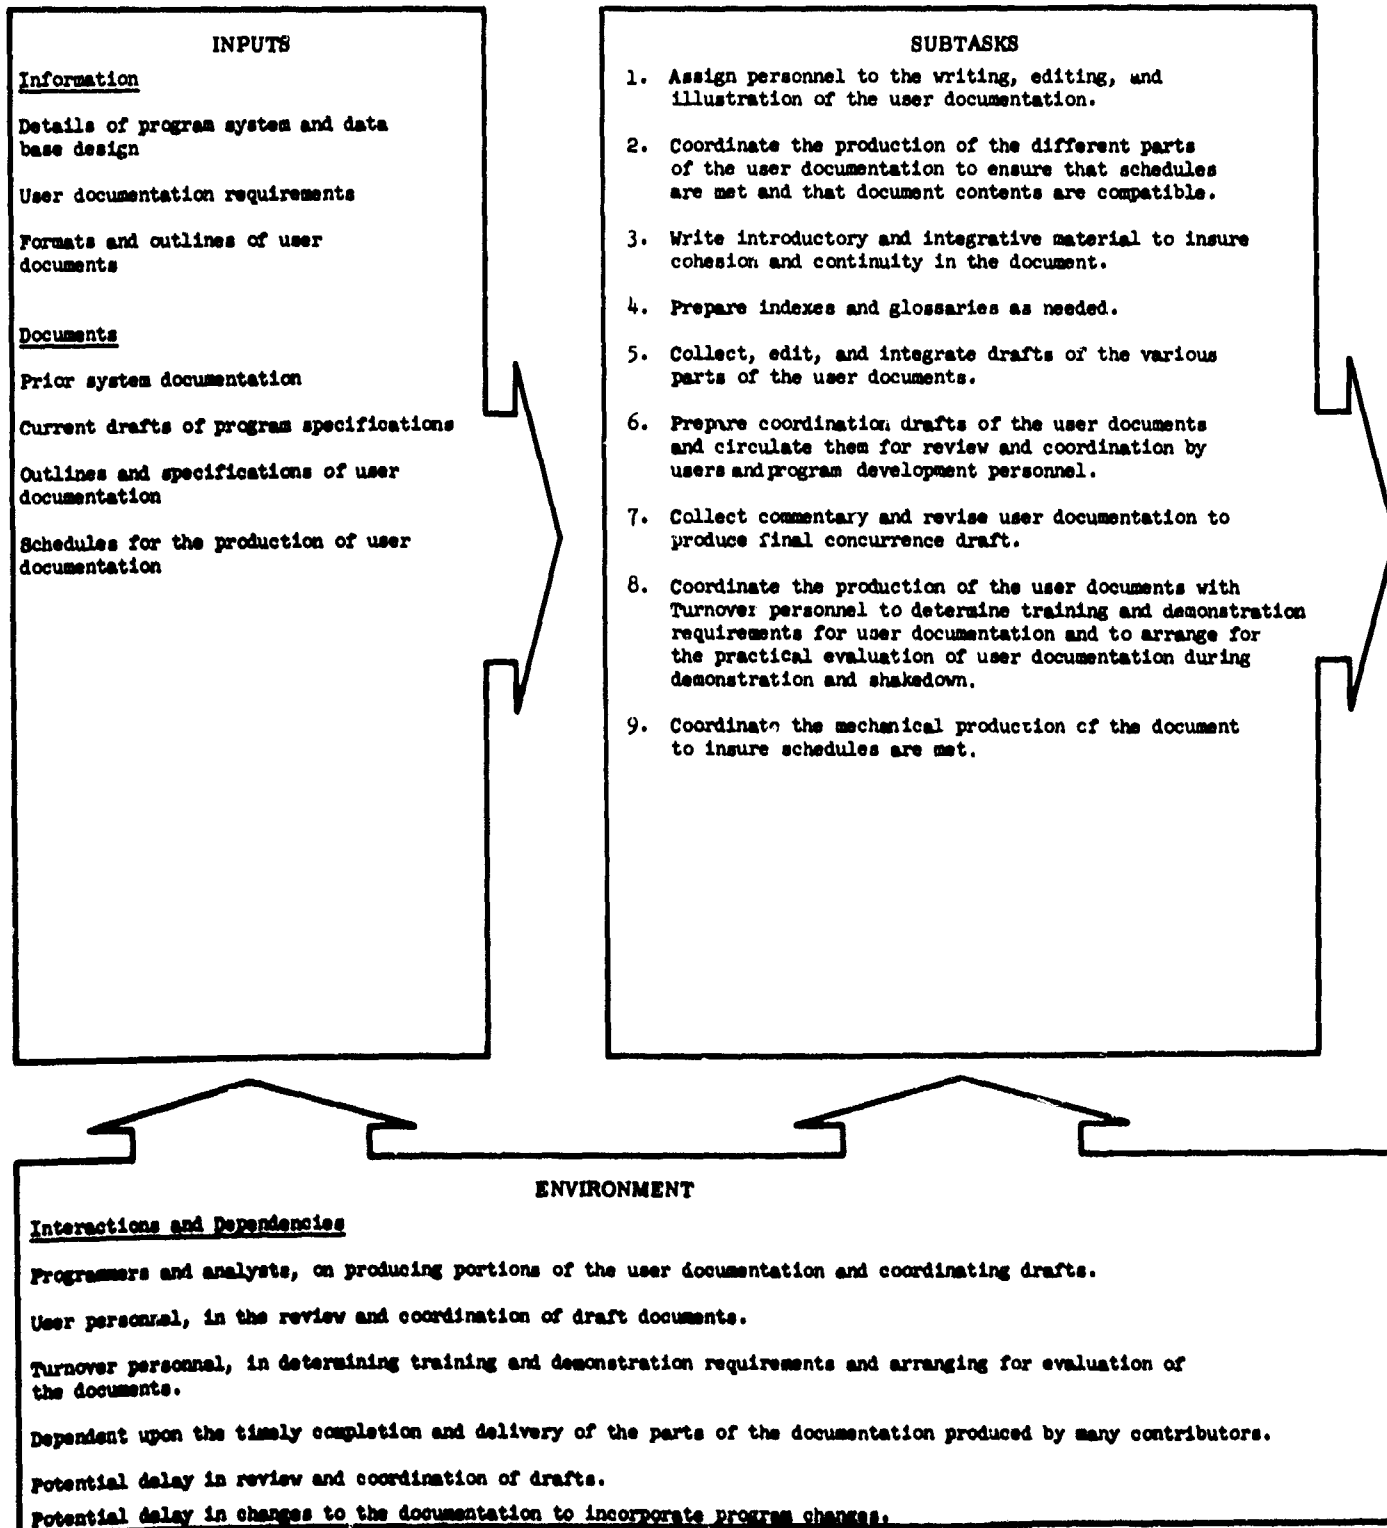 INPUTS
Information
Details of program system and data
base design
User documentation requirements
Formats and outlines of user
documents
Documents
Prior system documentation
Current drafts of program specifications
Outlines and specifications of user
documentation
Schedules for the production of user
documentation
SUBTASKS
1. Assign personnel to the writing, editing, and
illustration of the user documentation.
2. Coordinate the production of the different parts
of the user documentation to ensure that schedules
are met and that document contents are compatible.
3. Write introductory and integrative material to insure
cohesion and continuity in the document.
4. Prepare indexes and glossaries as needed.
5. Collect, edit, and integrate drafts of the various
parts of the user documents.
6. Prepare coordination drafts of the user documents
and circulate them for review and coordination by
users and program development personnel.
7. Collect commentary and revise user documentation to
produce final concurrence draft.
8. Coordinate the production of the user documents with
Turnover personnel to determine training and demonstration
requirements for user documentation and to arrange for
the practical evaluation of user documentation during
demonstration and shakedown.
9. Coordinate the mechanical production of the document
to insure schedules are met.
ENVIRONMENT
Interactions and Dependencies
Programmers and analysts, on producing portions of the user documentation and coordinating drafts.
User personnel, in the review and coordination of draft documents.
Turnover personnel, in determining training and demonstration requirements and arranging for evaluation of
the documents.
Dependent upon the timely completion and delivery of the parts of the documentation produced by many contributors.
Potential delay in review and coordination of drafts.
Potential delay in changes to the documentation to incorporate program changes.